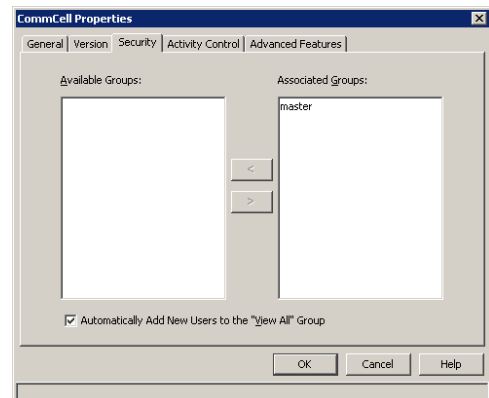 CommCell Properties
General Version Security Activity Control Advanced Features
Available Groups: Associated Groups:
master
<
>
Automatically Add New Users to the "View All" Group
OK Cancel Help